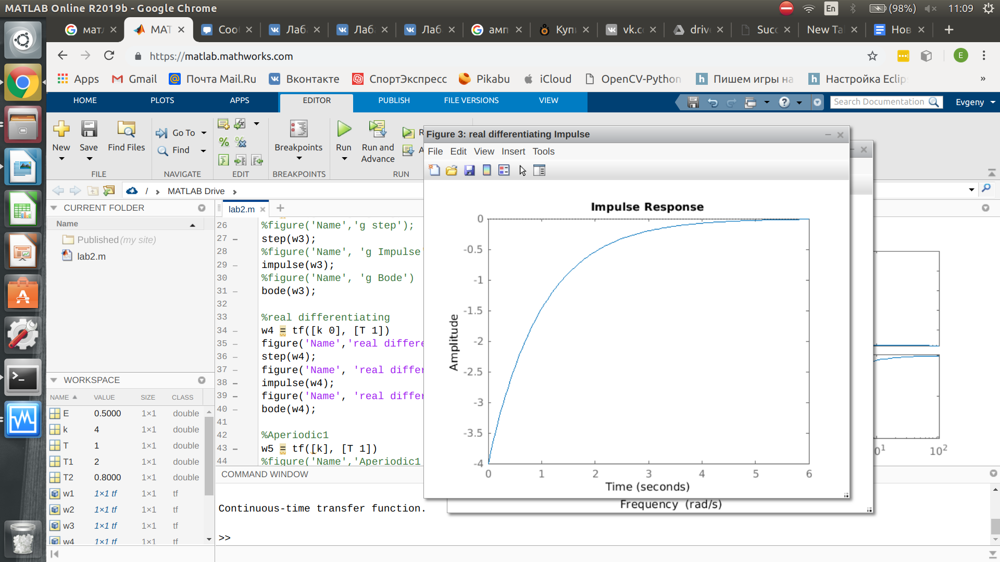 MATLAB Online R2019b - Google Chrome
En
(98%)
11:09
мат
MAT
Coo
Лаб
Лаб
Лаб
амп
Куп
vk.c
driv
Succ
New Ta
Нов
https://matlab.mathworks.com
E
Apps
Gmail
Почта Mail.Ru
Вконтакте
СпортЭкспресс
Pikabu
iCloud
OpenCV-Python
Пишем игры на
Настройка Eclip
»
HOME
PLOTS
APPS
EDITOR
PUBLISH
FILE VERSIONS
VIEW
Search Documentation
Evgeny
New
Save
Find Files
Go To
Find
Breakpoints
Run
Run and Advance
R
A
FILE
NAVIGATE
EDIT
BREAKPOINTS
RUN
/ › MATLAB Drive ›
CURRENT FOLDER
Name
Published (my site)
lab2.m
WORKSPACE
NAME VALUE SIZE CLASS
E 0.5000 1×1 double
k 4 1×1 double
T 1 1×1 double
T1 2 1×1 double
T2 0.8000 1×1 double
w1 1×1 tf 1×1 tf
w2 1×1 tf 1×1 tf
w3 1×1 tf 1×1 tf
w4 1×1 tf 1×1 tf
lab2.m
26 %figure('Name','g step');
27 – step(w3);
28 %figure('Name', 'g Impulse'
29 – impulse(w3);
30 %figure('Name', 'g Bode')
31 – bode(w3);
32
33 %real differentiating
34 – w4 = tf([k 0], [T 1])
35 – figure('Name','real differe
36 – step(w4);
37 – figure('Name', 'real differ
38 – impulse(w4);
39 – figure('Name', 'real differ
40 – bode(w4);
41
42 %Aperiodic1
43 – w5 = tf([k], [T 1])
44 %figure('Name','Aperiodic1
COMMAND WINDOW
Continuous-time transfer function.
>>
Figure 3: real differentiating Impulse
File Edit View Insert Tools
Impulse Response
Amplitude
0
-0.5
-1
-1.5
-2
-2.5
-3
-3.5
-4
0 1 2 3 4 5 6
Time (seconds)
Frequency (rad/s)
0¹ 10²